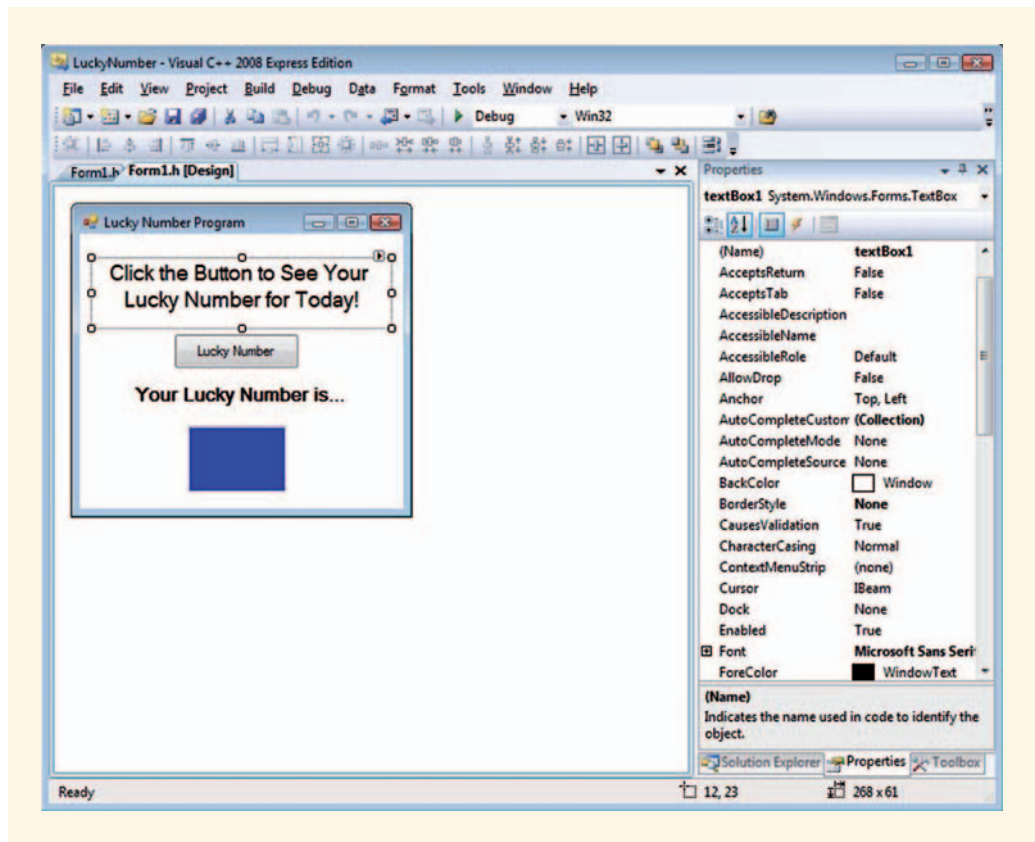 LuckyNumber - Visual C++ 2008 Express Edition
File Edit View Project Build Debug Data Format Tools Window Help
Debug Win32
Form1.h Form1.h [Design]
Lucky Number Program
Click the Button to See Your
Lucky Number for Today!
Lucky Number
Your Lucky Number is...
Properties
textBox1 System.Windows.Forms.TextBox
(Name) textBox1
AcceptsReturn False
AcceptsTab False
AccessibleDescription
AccessibleName
AccessibleRole Default
AllowDrop False
Anchor Top, Left
AutoCompleteCustom (Collection)
AutoCompleteMode None
AutoCompleteSource None
BackColor Window
BorderStyle None
CausesValidation True
CharacterCasing Normal
ContextMenuStrip (none)
Cursor IBeam
Dock None
Enabled True
Font Microsoft Sans Serif
ForeColor WindowText
(Name)
Indicates the name used in code to identify the
object.
Solution Explorer Properties Toolbox
Ready 12, 23 268 x 61